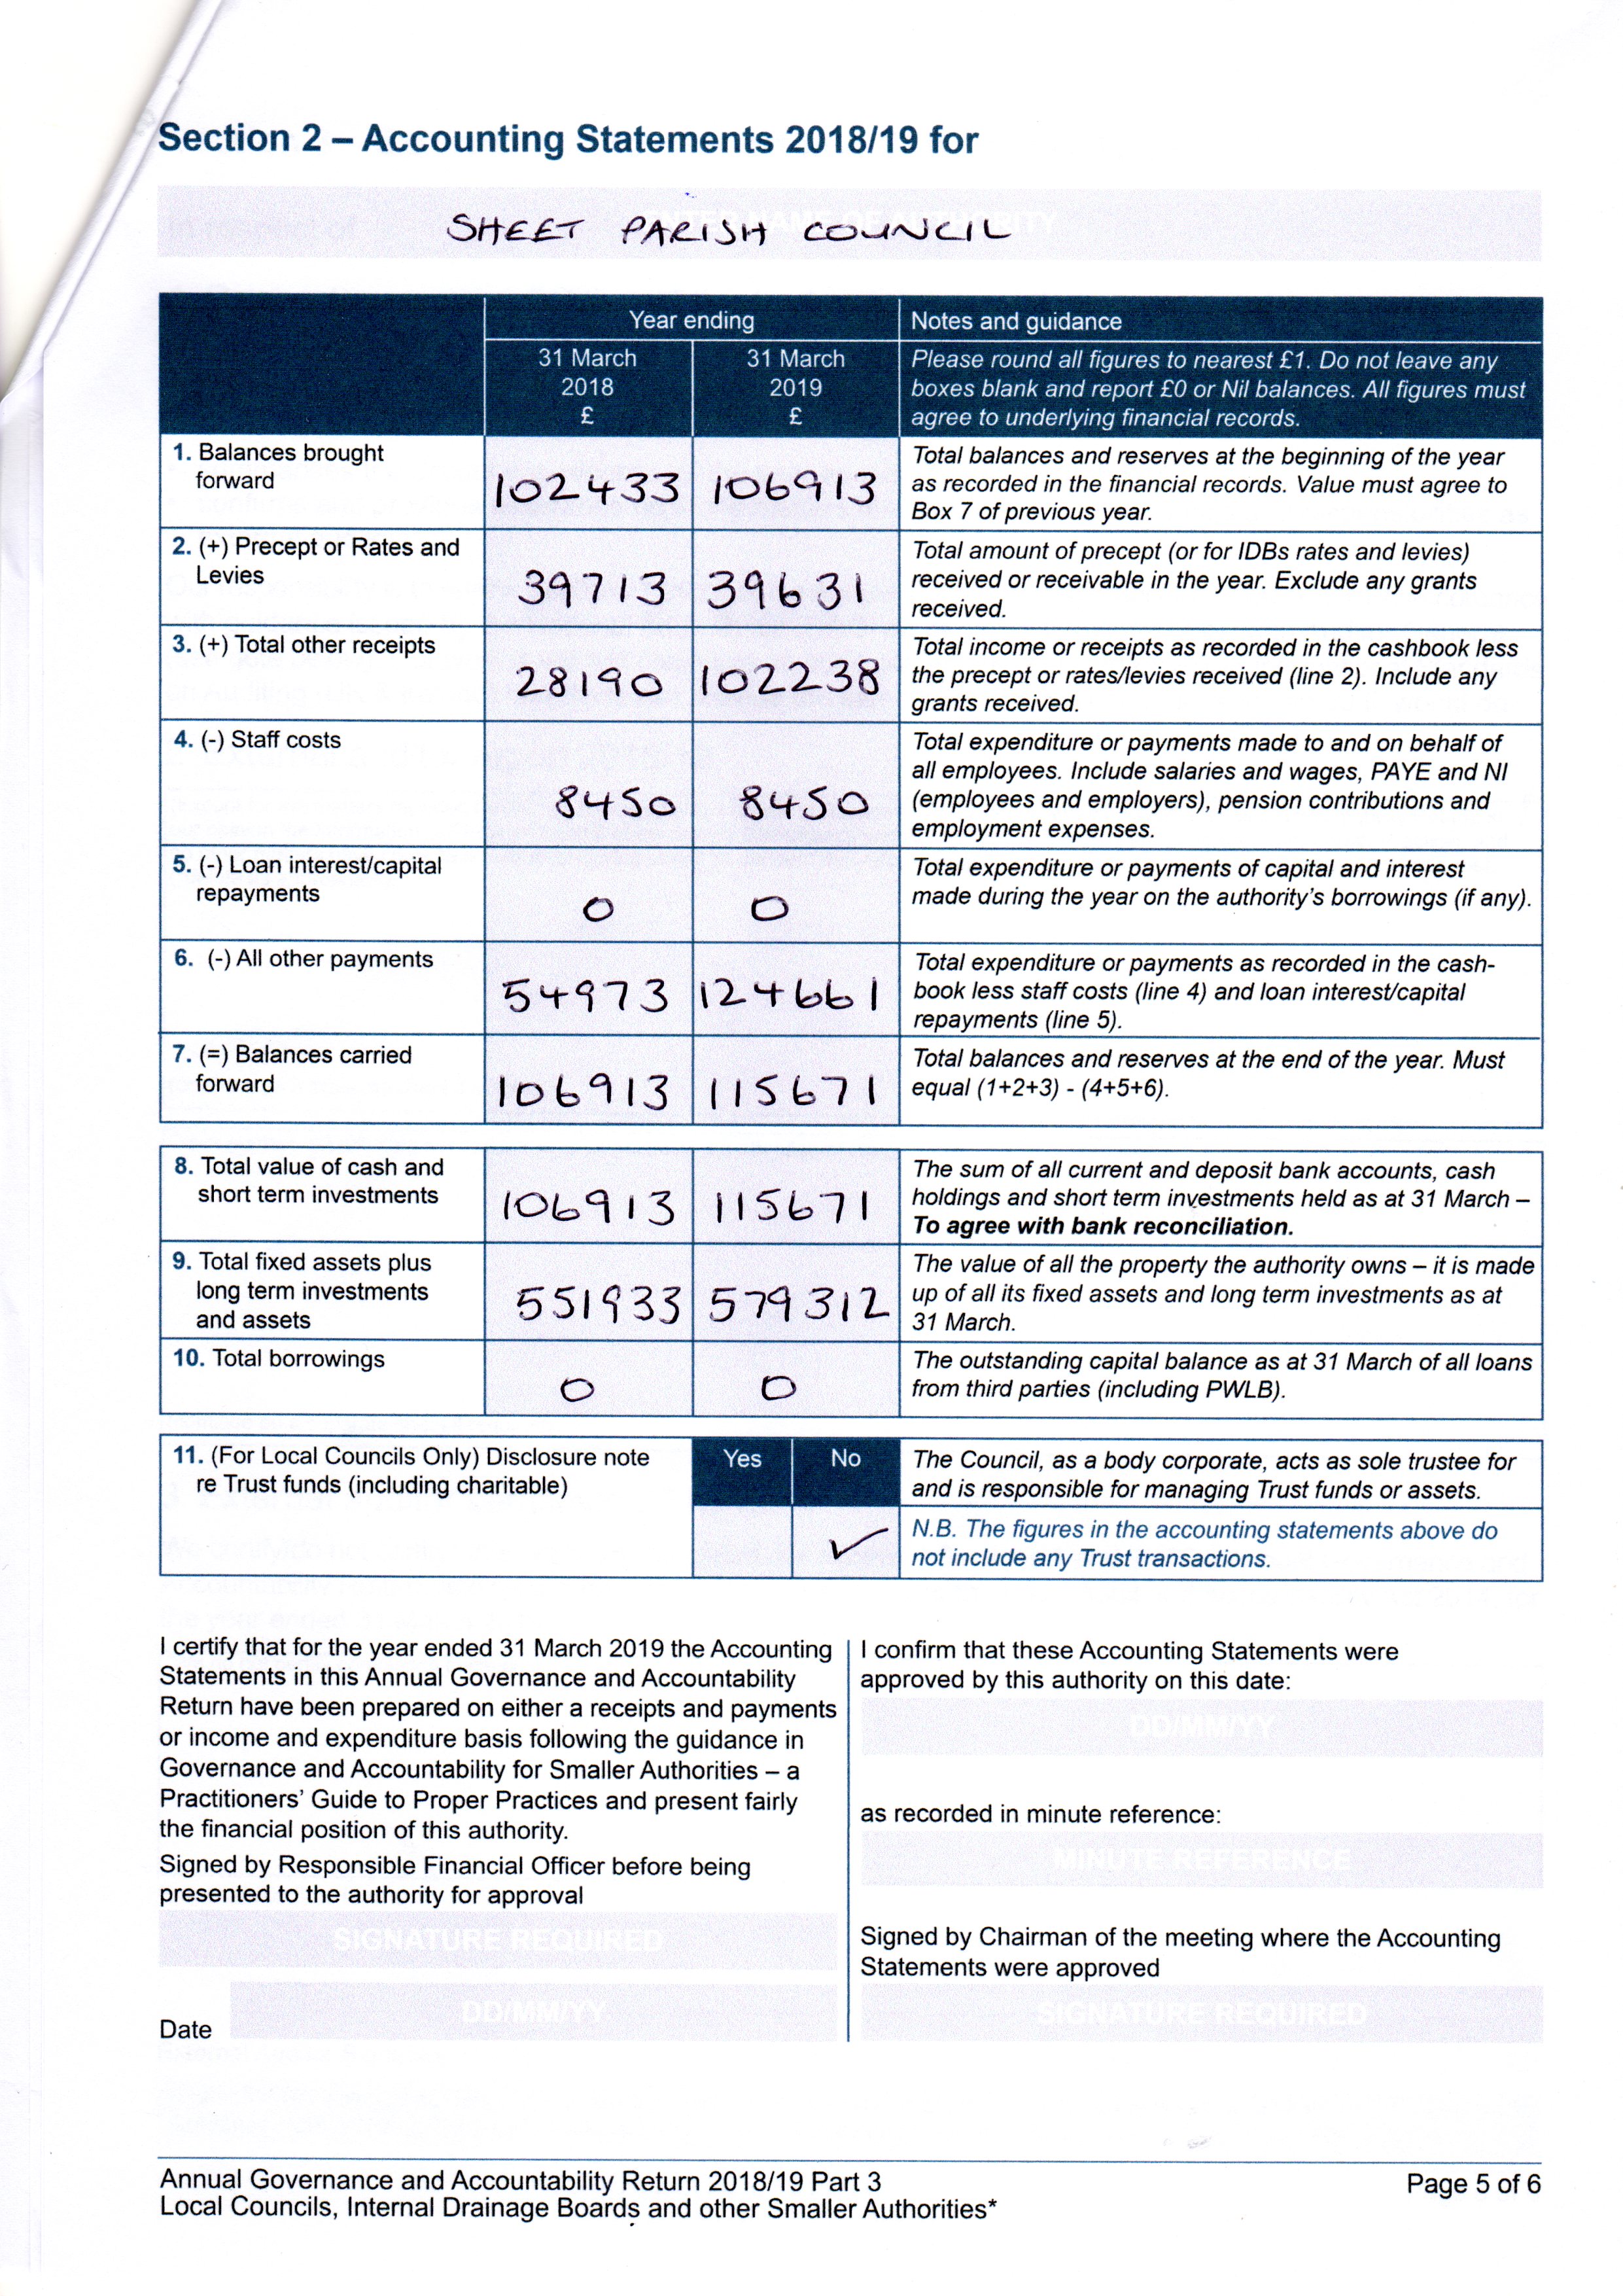 Section 2 – Accounting Statements 2018/19 for
ENTER NAME OF AUTHORITY
SHEET PARISH COUNCIL
Year ending
Notes and guidance
31 March
2018
£
31 March
2019
£
Please round all figures to nearest £1. Do not leave any
boxes blank and report £0 or Nil balances. All figures must
agree to underlying financial records.
1. Balances brought
forward
102433
106913
Total balances and reserves at the beginning of the year
as recorded in the financial records. Value must agree to
Box 7 of previous year.
2. (+) Precept or Rates and
Levies
39713
39631
Total amount of precept (or for IDBs rates and levies)
received or receivable in the year. Exclude any grants
received.
3. (+) Total other receipts
28190
102238
Total income or receipts as recorded in the cashbook less
the precept or rates/levies received (line 2). Include any
grants received.
4. (-) Staff costs
8450
8450
Total expenditure or payments made to and on behalf of
all employees. Include salaries and wages, PAYE and NI
(employees and employers), pension contributions and
employment expenses.
5. (-) Loan interest/capital
repayments
0
0
Total expenditure or payments of capital and interest
made during the year on the authority's borrowings (if any).
6. (-) All other payments
54973
124661
Total expenditure or payments as recorded in the cash-
book less staff costs (line 4) and loan interest/capital
repayments (line 5).
7. (=) Balances carried
forward
106913
115671
Total balances and reserves at the end of the year. Must
equal (1+2+3) - (4+5+6).
8. Total value of cash and
short term investments
106913
115671
The sum of all current and deposit bank accounts, cash
holdings and short term investments held as at 31 March –
To agree with bank reconciliation.
9. Total fixed assets plus
long term investments
and assets
551933
579312
The value of all the property the authority owns – it is made
up of all its fixed assets and long term investments as at
31 March.
10. Total borrowings
0
0
The outstanding capital balance as at 31 March of all loans
from third parties (including PWLB).
11. (For Local Councils Only) Disclosure note
re Trust funds (including charitable)
Yes
No
✓
The Council, as a body corporate, acts as sole trustee for
and is responsible for managing Trust funds or assets.
N.B. The figures in the accounting statements above do
not include any Trust transactions.
I certify that for the year ended 31 March 2019 the Accounting
Statements in this Annual Governance and Accountability
Return have been prepared on either a receipts and payments
or income and expenditure basis following the guidance in
Governance and Accountability for Smaller Authorities – a
Practitioners' Guide to Proper Practices and present fairly
the financial position of this authority.
Signed by Responsible Financial Officer before being
presented to the authority for approval
SIGNATURE REQUIRED
Date
DD/MM/YY
I confirm that these Accounting Statements were
approved by this authority on this date:
DD/MM/YY
as recorded in minute reference:
MINUTE REFERENCE
Signed by Chairman of the meeting where the Accounting
Statements were approved
SIGNATURE REQUIRED
Annual Governance and Accountability Return 2018/19 Part 3
Local Councils, Internal Drainage Boards and other Smaller Authorities*
Page 5 of 6